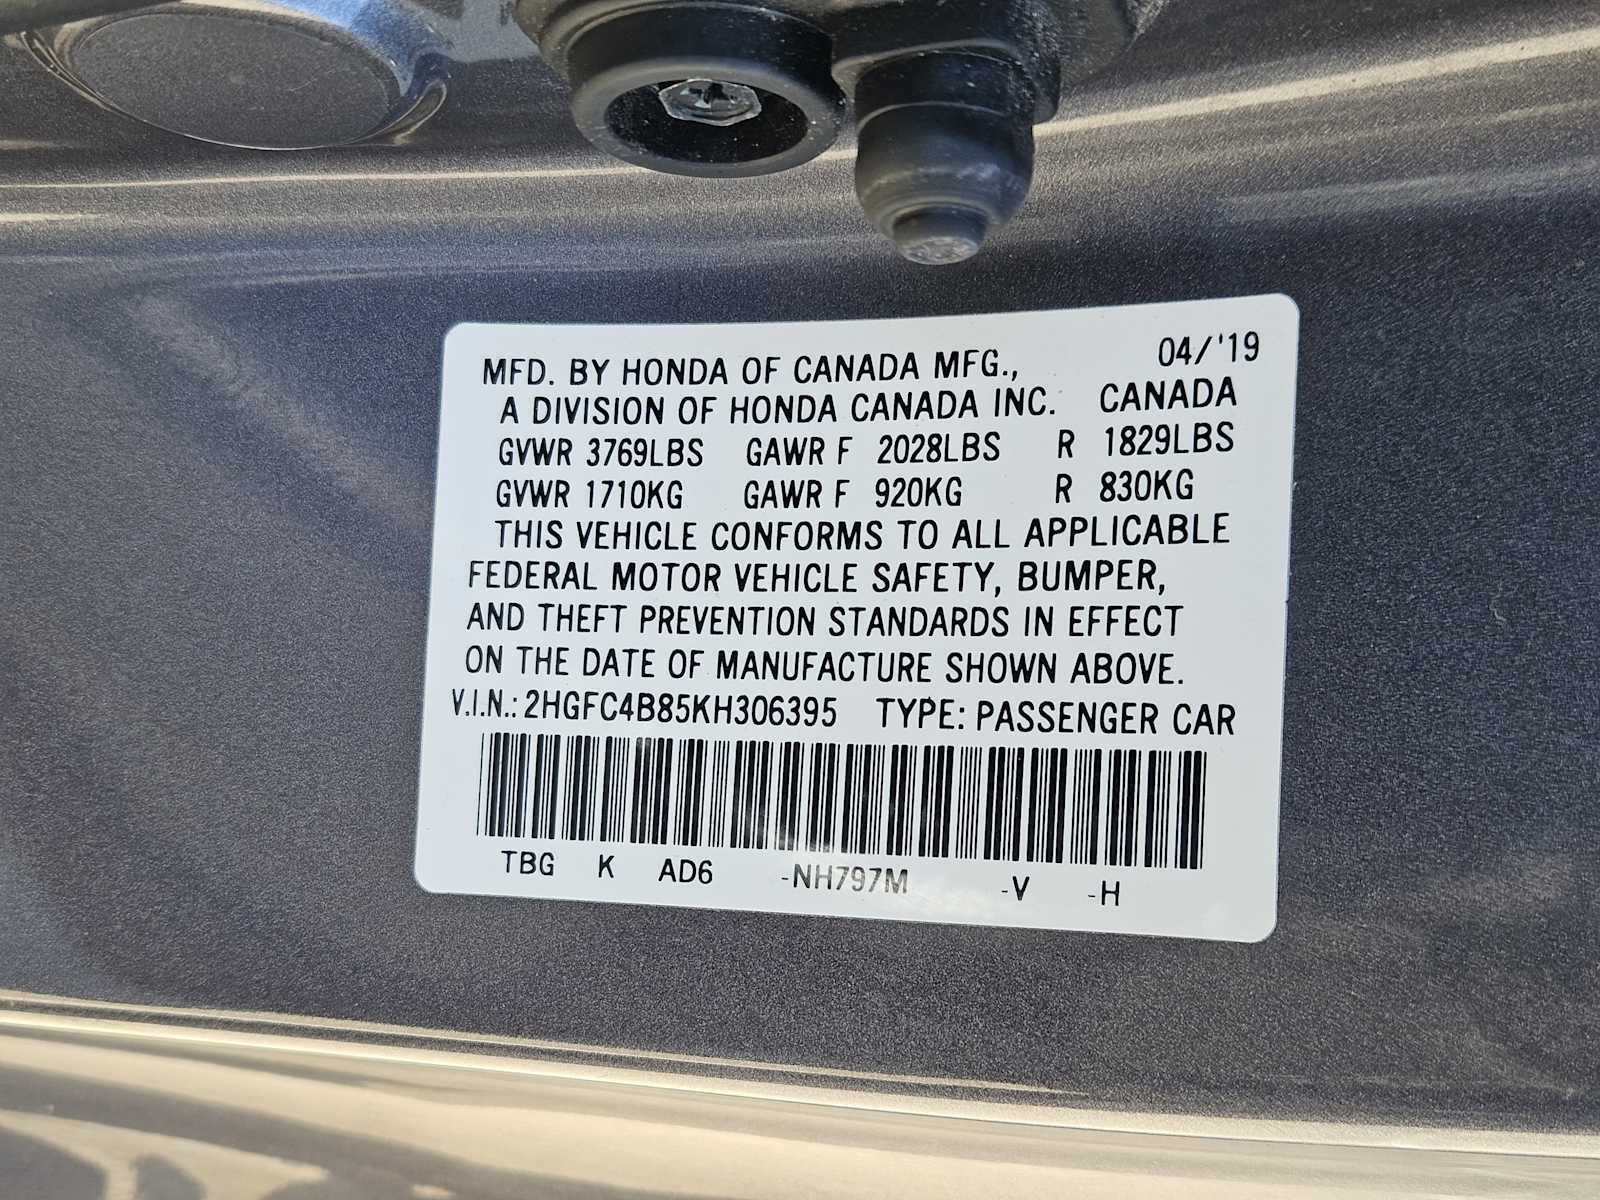 04/'19
MFD. BY HONDA OF CANADA MFG.,
A DIVISION OF HONDA CANADA INC. CANADA
GVWR 3769LBS GAWR F 2028LBS R 1829LBS
GVWR 1710KG GAWR F 920KG R 830KG
THIS VEHICLE CONFORMS TO ALL APPLICABLE
FEDERAL MOTOR VEHICLE SAFETY, BUMPER,
AND THEFT PREVENTION STANDARDS IN EFFECT
ON THE DATE OF MANUFACTURE SHOWN ABOVE.
V.I.N.: 2HGFC4B85KH306395 TYPE: PASSENGER CAR
TBG K AD6 -NH797M -V -H